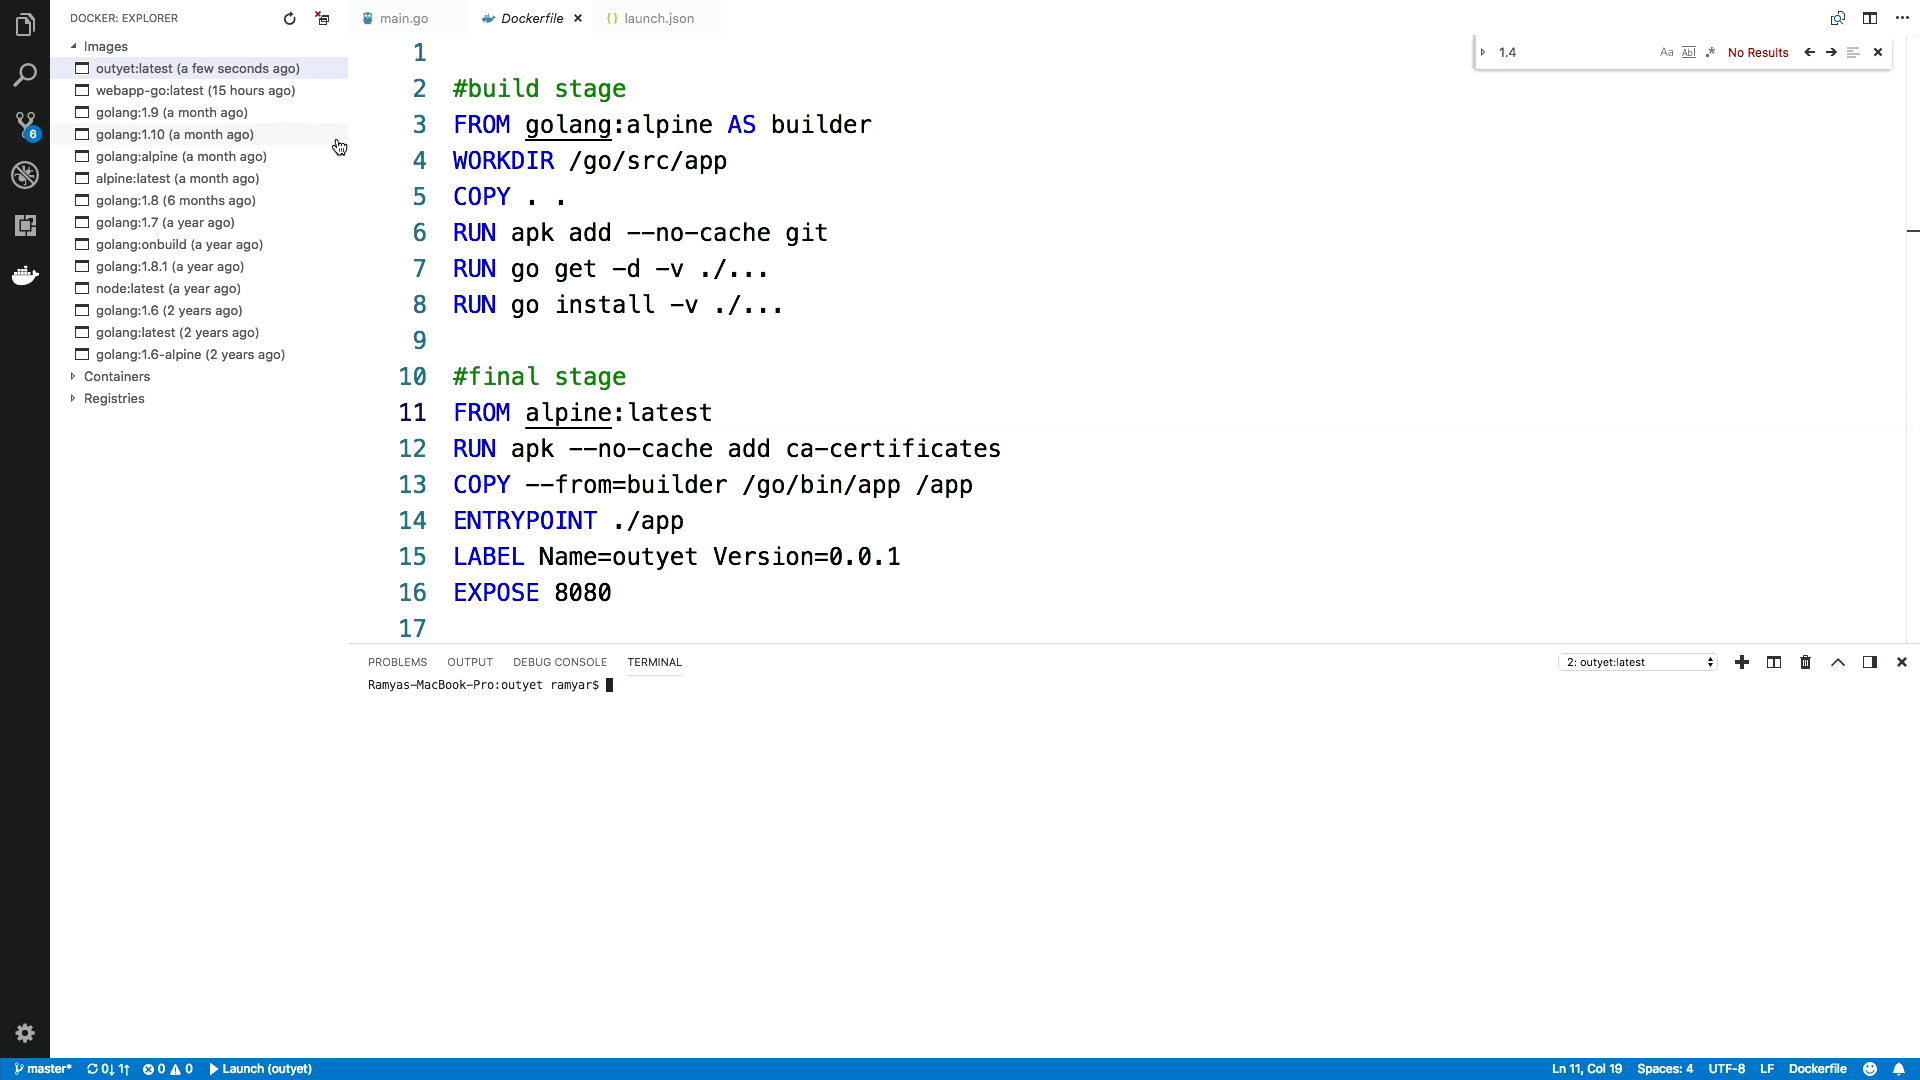 DOCKER: EXPLORER
Images
outyet:latest (a few seconds ago)
webapp-go:latest (15 hours ago)
golang:1.9 (a month ago)
golang:1.10 (a month ago)
golang:alpine (a month ago)
alpine:latest (a month ago)
golang:1.8 (6 months ago)
golang:1.7 (a year ago)
golang:onbuild (a year ago)
golang:1.8.1 (a year ago)
node:latest (a year ago)
golang:1.6 (2 years ago)
golang:latest (2 years ago)
golang:1.6-alpine (2 years ago)
Containers
Registries
6
main.go
Dockerfile
{} launch.json
1.4
Aa Abl .* No Results
1
2 #build stage
3 FROM golang:alpine AS builder
4 WORKDIR /go/src/app
5 COPY . .
6 RUN apk add --no-cache git
7 RUN go get -d -v ./...
8 RUN go install -v ./...
9
10 #final stage
11 FROM alpine:latest
12 RUN apk --no-cache add ca-certificates
13 COPY --from=builder /go/bin/app /app
14 ENTRYPOINT ./app
15 LABEL Name=outyet Version=0.0.1
16 EXPOSE 8080
17
PROBLEMS OUTPUT DEBUG CONSOLE TERMINAL
2: outyet:latest
Ramyas-MacBook-Pro:outyet ramyar$
master* 0↓ 1↑ 0 0 Launch (outyet)
Ln 11, Col 19 Spaces: 4 UTF-8 LF Dockerfile